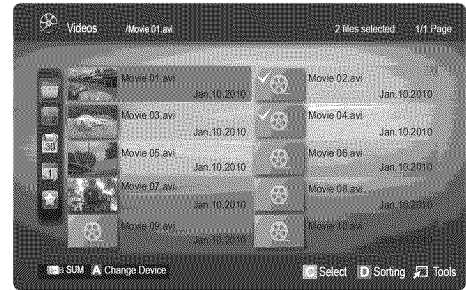 Videos /Movie 01.avi 2 files selected 1/1 Page
Movie 01.avi
Jan.10.2010
Movie 02.avi
Jan.10.2010
Movie 03.avi
Jan.10.2010
Movie 04.avi
Jan.10.2010
Movie 05.avi
Jan.10.2010
Movie 06.avi
Jan.10.2010
Movie 07.avi
Jan.10.2010
Movie 08.avi
Jan.10.2010
Movie 09.avi
Jan.10.2010
Movie 10.avi
Jan.10.2010
SUM A Change Device C Select D Sorting Tools